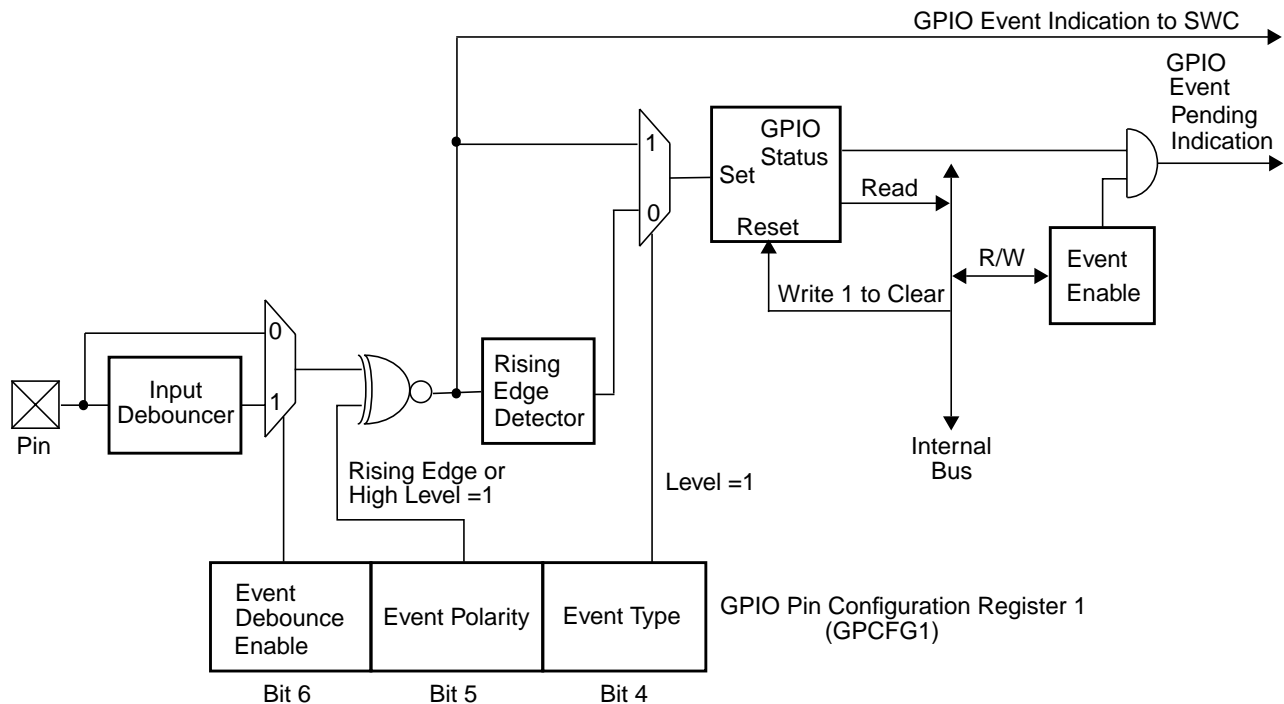 GPIO Event Indication to SWC
GPIO
Event
Pending
Indication
1
0
GPIO
Status
Set
Reset
Read
R/W
Event
Enable
Write 1 to Clear
Internal
Bus
0
1
Input
Debouncer
Pin
Rising
Edge
Detector
Rising Edge or
High Level =1
Level =1
Event
Debounce
Enable
Event Polarity
Event Type
GPIO Pin Configuration Register 1
(GPCFG1)
Bit 6
Bit 5
Bit 4